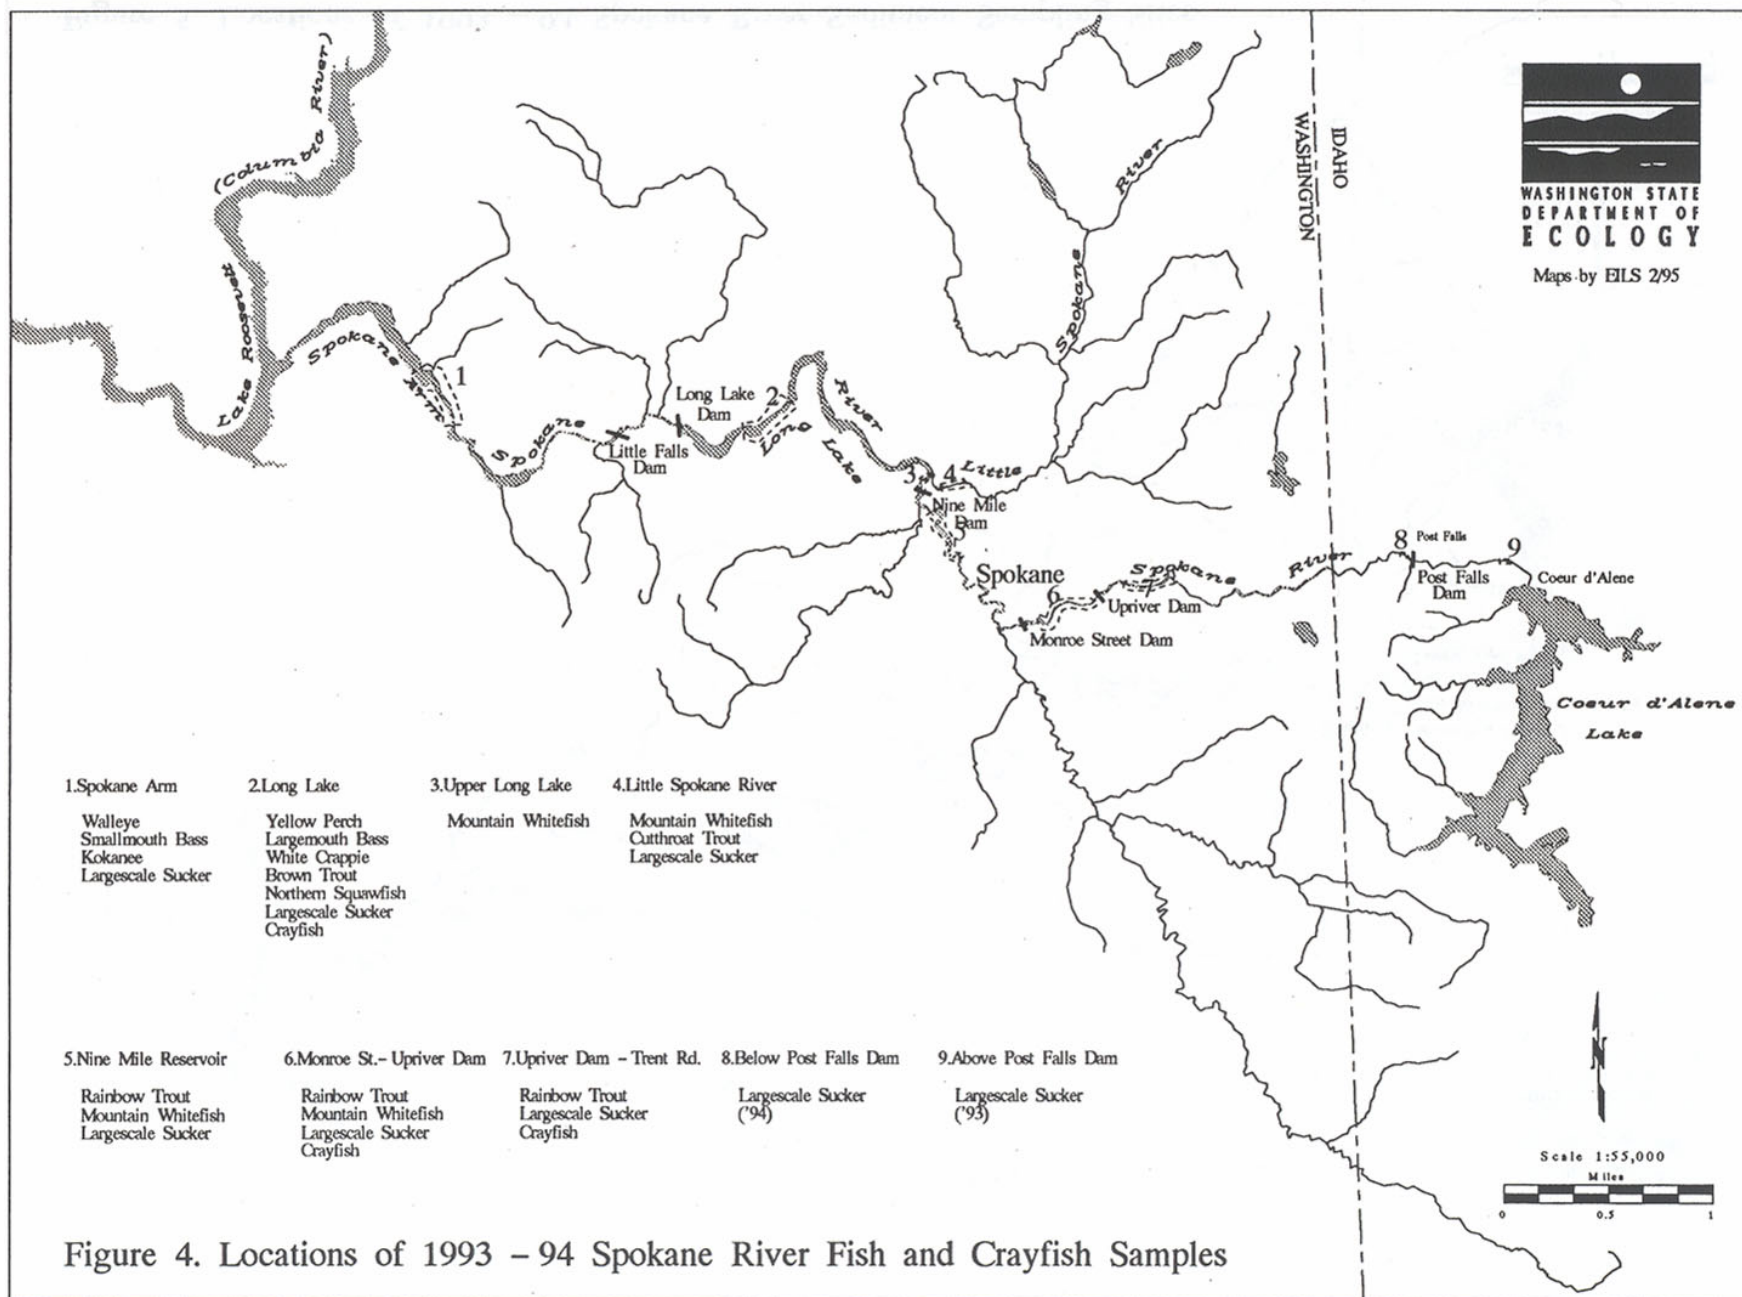 (Columbia River)
Lake Roosevelt
Spokane Arm
1
Spokane
Little Falls
Dam
Long Lake
Dam
2
Long Lake
River
3
4
Little
Spokane
River
Nine Mile
Dam
5
Spokane
6
Monroe Street Dam
Upriver Dam
7
Spokane
River
WASHINGTON
IDAHO
8
Post Falls
Post Falls
Dam
9
Coeur d'Alene
Coeur d'Alene
Lake
WASHINGTON STATE
DEPARTMENT OF
ECOLOGY
Maps by EILS 2/95
1.Spokane Arm
Walleye
Smallmouth Bass
Kokanee
Largescale Sucker
2.Long Lake
Yellow Perch
Largemouth Bass
White Crappie
Brown Trout
Northern Squawfish
Largescale Sucker
Crayfish
3.Upper Long Lake
Mountain Whitefish
4.Little Spokane River
Mountain Whitefish
Cutthroat Trout
Largescale Sucker
5.Nine Mile Reservoir
Rainbow Trout
Mountain Whitefish
Largescale Sucker
6.Monroe St.- Upriver Dam
Rainbow Trout
Mountain Whitefish
Largescale Sucker
Crayfish
7.Upriver Dam - Trent Rd.
Rainbow Trout
Largescale Sucker
Crayfish
8.Below Post Falls Dam
Largescale Sucker
('94)
9.Above Post Falls Dam
Largescale Sucker
('93)
N
Scale 1:55,000
Miles
0 0.5 1
Figure 4. Locations of 1993 - 94 Spokane River Fish and Crayfish Samples